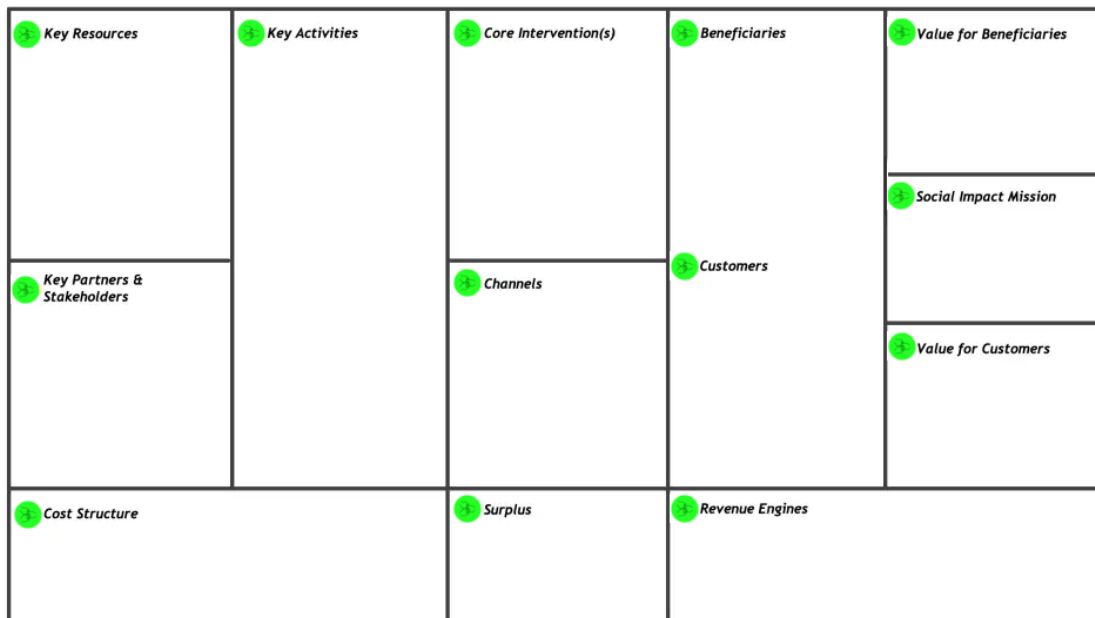 Key Resources
Key Activities
Core Intervention(s)
Beneficiaries
Value for Beneficiaries
Social Impact Mission
Key Partners &
Stakeholders
Channels
Customers
Value for Customers
Cost Structure
Surplus
Revenue Engines